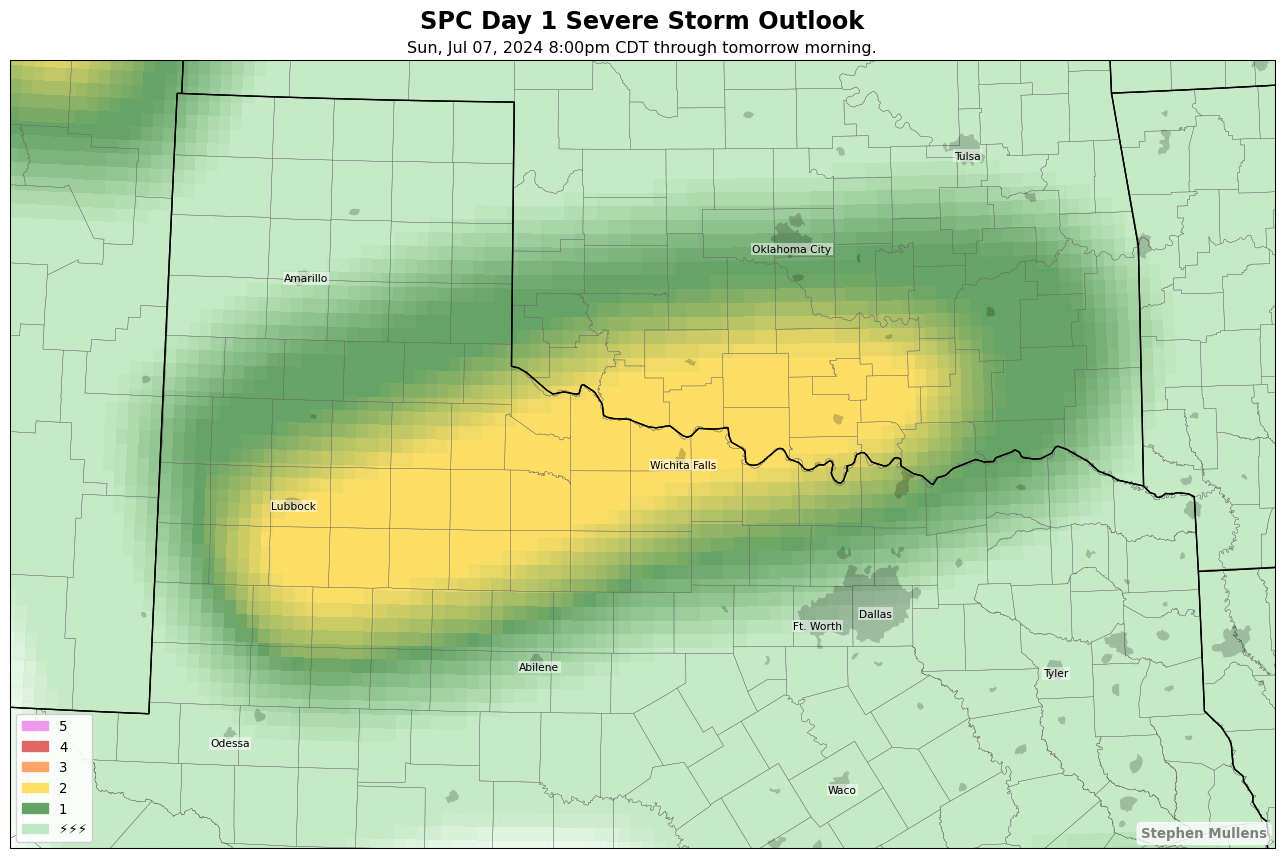 SPC Day 1 Severe Storm Outlook
Sun, Jul 07, 2024 8:00pm CDT through tomorrow morning.
Tulsa
Oklahoma City
Amarillo
Wichita Falls
Lubbock
Dallas
Ft. Worth
Abilene
Tyler
Odessa
Waco
5
4
3
2
1
⚡⚡⚡
Stephen Mullens